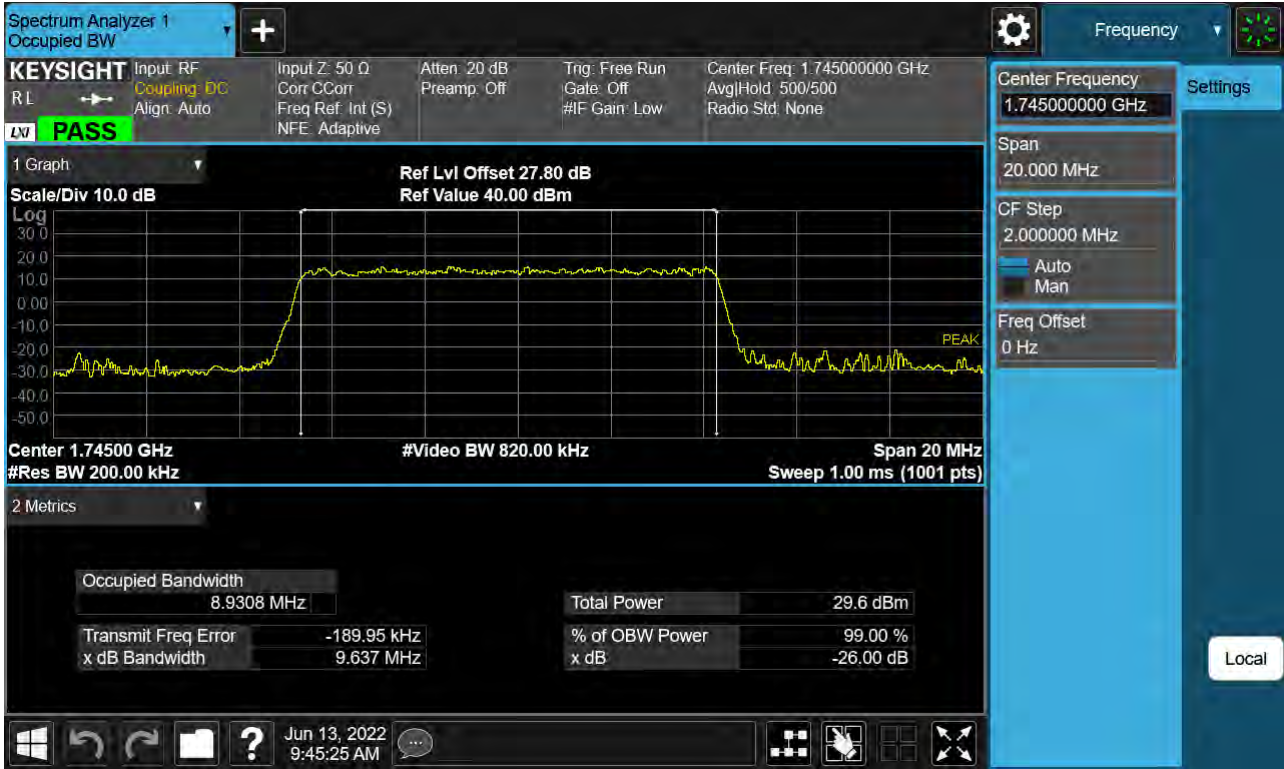 Spectrum Analyzer 1
Occupied BW
Frequency
KEYSIGHT
R L
LXI
PASS
Input: RF
Coupling: DC
Align: Auto
Input Z: 50 Ω
Corr CCorr
Freq Ref: Int (S)
NFE: Adaptive
Atten: 20 dB
Preamp: Off
Trig: Free Run
Gate: Off
#IF Gain: Low
Center Freq: 1.745000000 GHz
Avg|Hold: 500/500
Radio Std: None
Center Frequency
1.745000000 GHz
Settings
Span
20.000 MHz
CF Step
2.000000 MHz
Auto
Man
Freq Offset
0 Hz
Local
1 Graph
Scale/Div 10.0 dB
Ref Lvl Offset 27.80 dB
Ref Value 40.00 dBm
Log
30.0
20.0
10.0
0.00
-10.0
-20.0
-30.0
-40.0
-50.0
PEAK
Center 1.74500 GHz
#Video BW 820.00 kHz
Span 20 MHz
#Res BW 200.00 kHz
Sweep 1.00 ms (1001 pts)
2 Metrics
Occupied Bandwidth
8.9308 MHz
Total Power 29.6 dBm
Transmit Freq Error -189.95 kHz
% of OBW Power 99.00 %
x dB Bandwidth 9.637 MHz
x dB -26.00 dB
Jun 13, 2022
9:45:25 AM